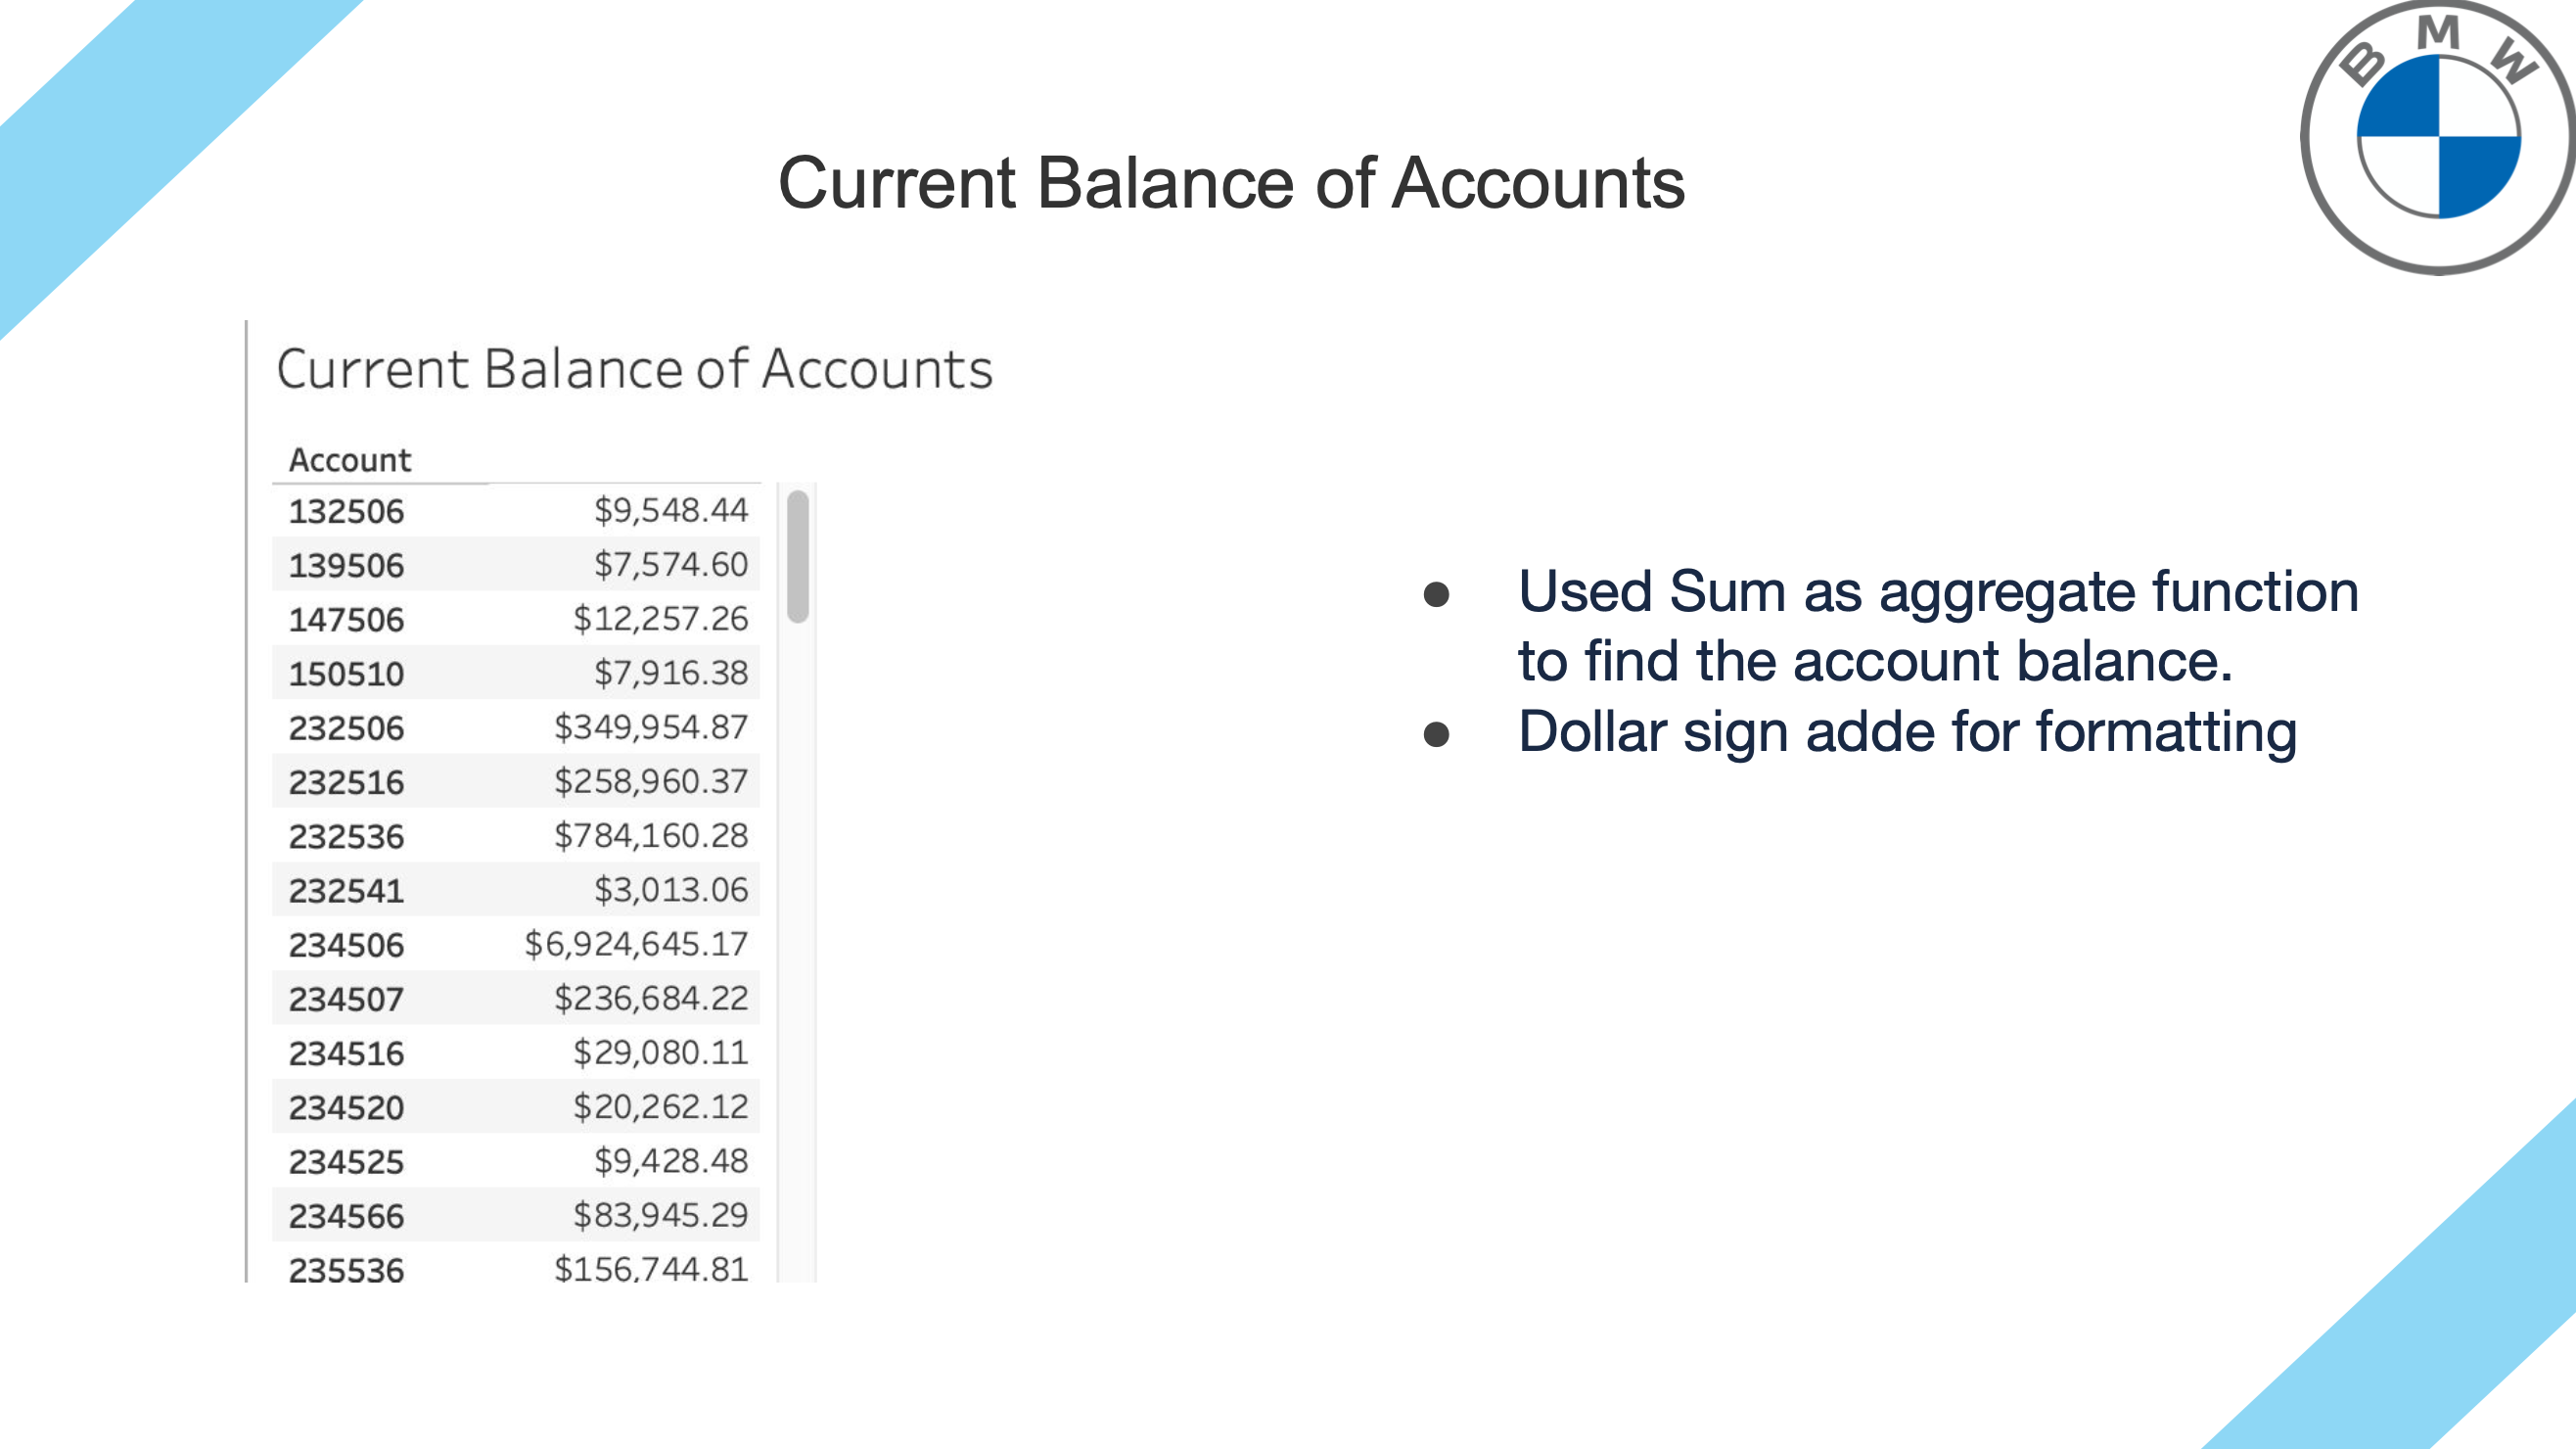 BMW
Current Balance of Accounts
Current Balance of Accounts
Account
132506 $9,548.44
139506 $7,574.60
147506 $12,257.26
150510 $7,916.38
232506 $349,954.87
232516 $258,960.37
232536 $784,160.28
232541 $3,013.06
234506 $6,924,645.17
234507 $236,684.22
234516 $29,080.11
234520 $20,262.12
234525 $9,428.48
234566 $83,945.29
235536 $156,744.81
● Used Sum as aggregate function
to find the account balance.
● Dollar sign adde for formatting